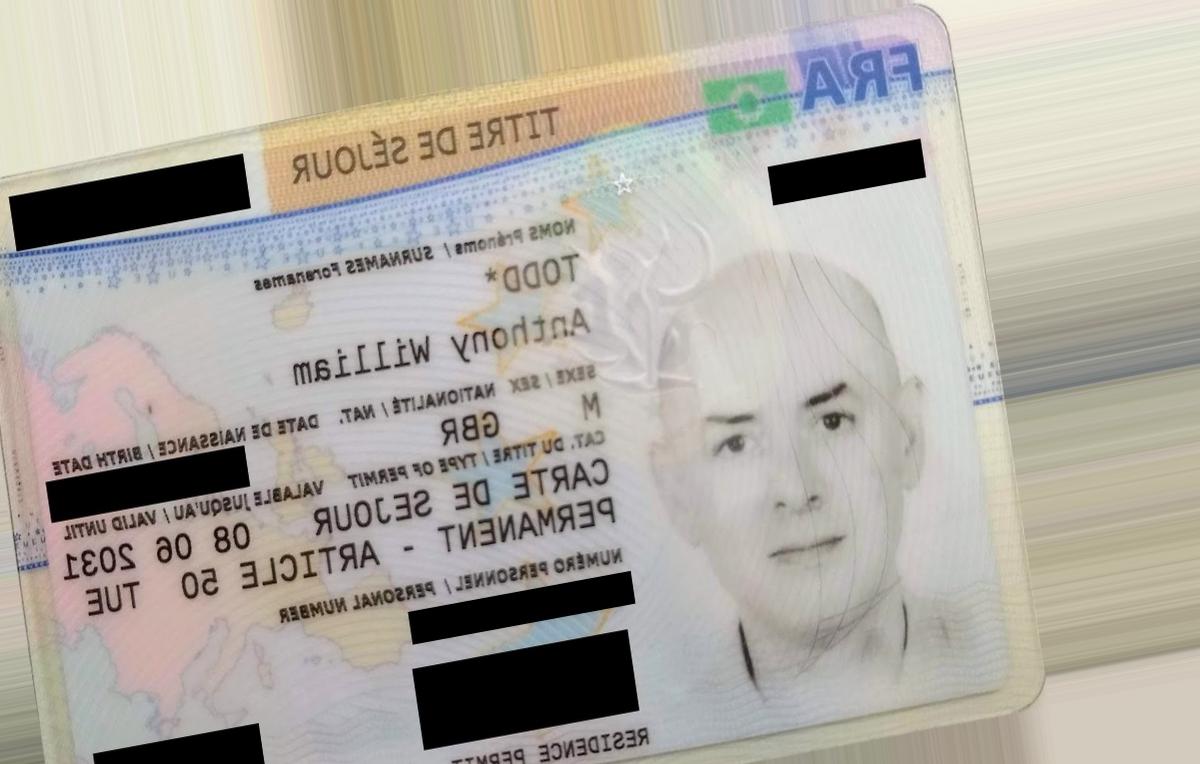 FRA
TITRE DE SÉJOUR
NOMS Prénoms / SURNAMES Forenames
TODD*
Anthony William
SEXE / SEX NATIONALITÉ / NAT. DATE DE NAISSANCE / BIRTH DATE
M GBR
CAT. DU TITRE / TYPE OF PERMIT VALABLE JUSQU'AU / VALID UNTIL
CARTE DE SEJOUR 08 06 2031
PERMANENT - ARTICLE 50 TUE
NUMÉRO PERSONNEL / PERSONAL NUMBER
RESIDENCE PERMIT